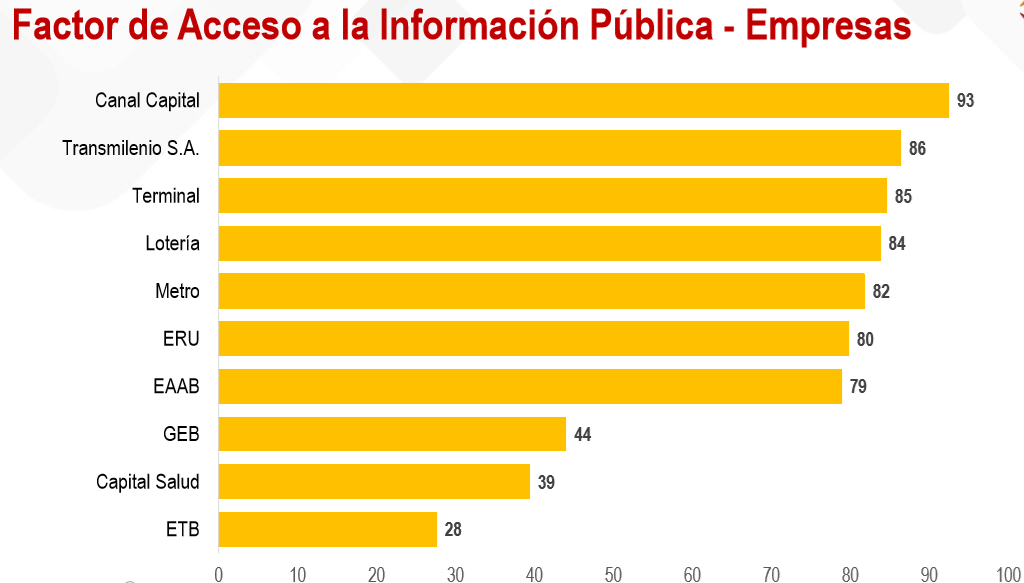 Factor de Acceso a la Información Pública - Empresas
Canal Capital 93
Transmilenio S.A. 86
Terminal 85
Lotería 84
Metro 82
ERU 80
EAAB 79
GEB 44
Capital Salud 39
ETB 28
0 10 20 30 40 50 60 70 80 90 100